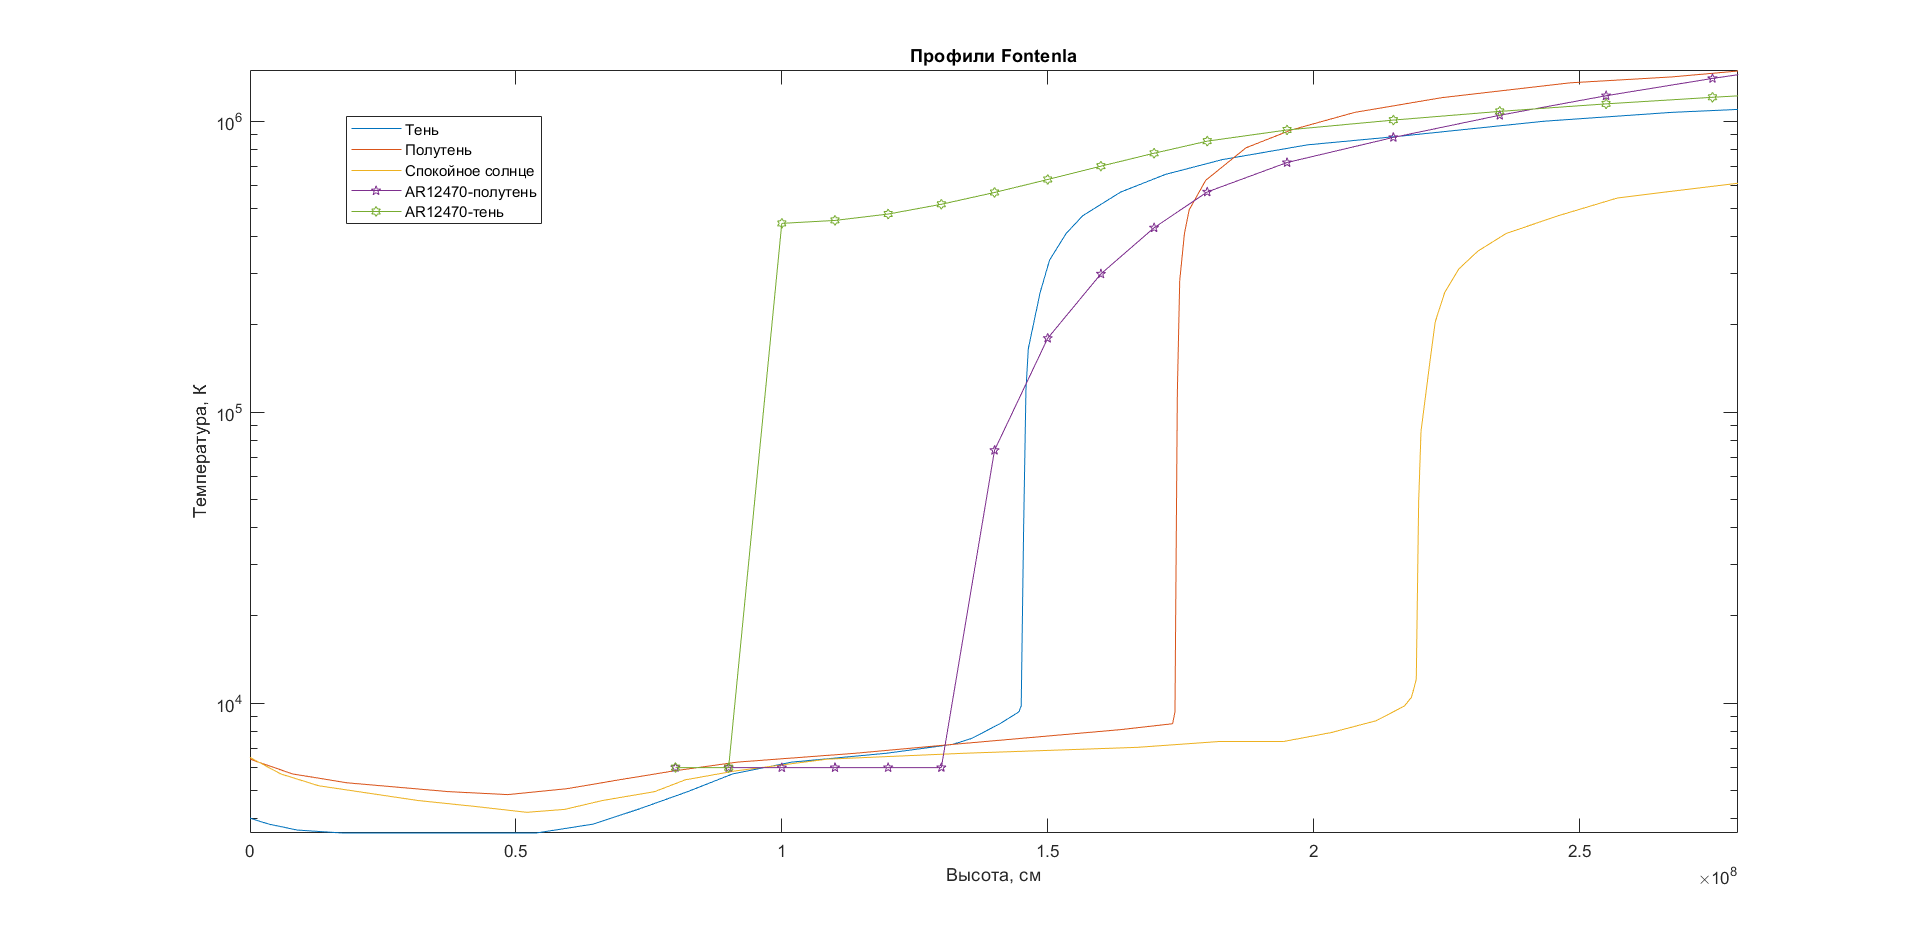 Профили Fontenla
Тень
Полутень
Спокойное солнце
AR12470-полутень
AR12470-тень
10^6
10^5
10^4
Температура, К
0 0.5 1 1.5 2 2.5
Высота, см
×10^8